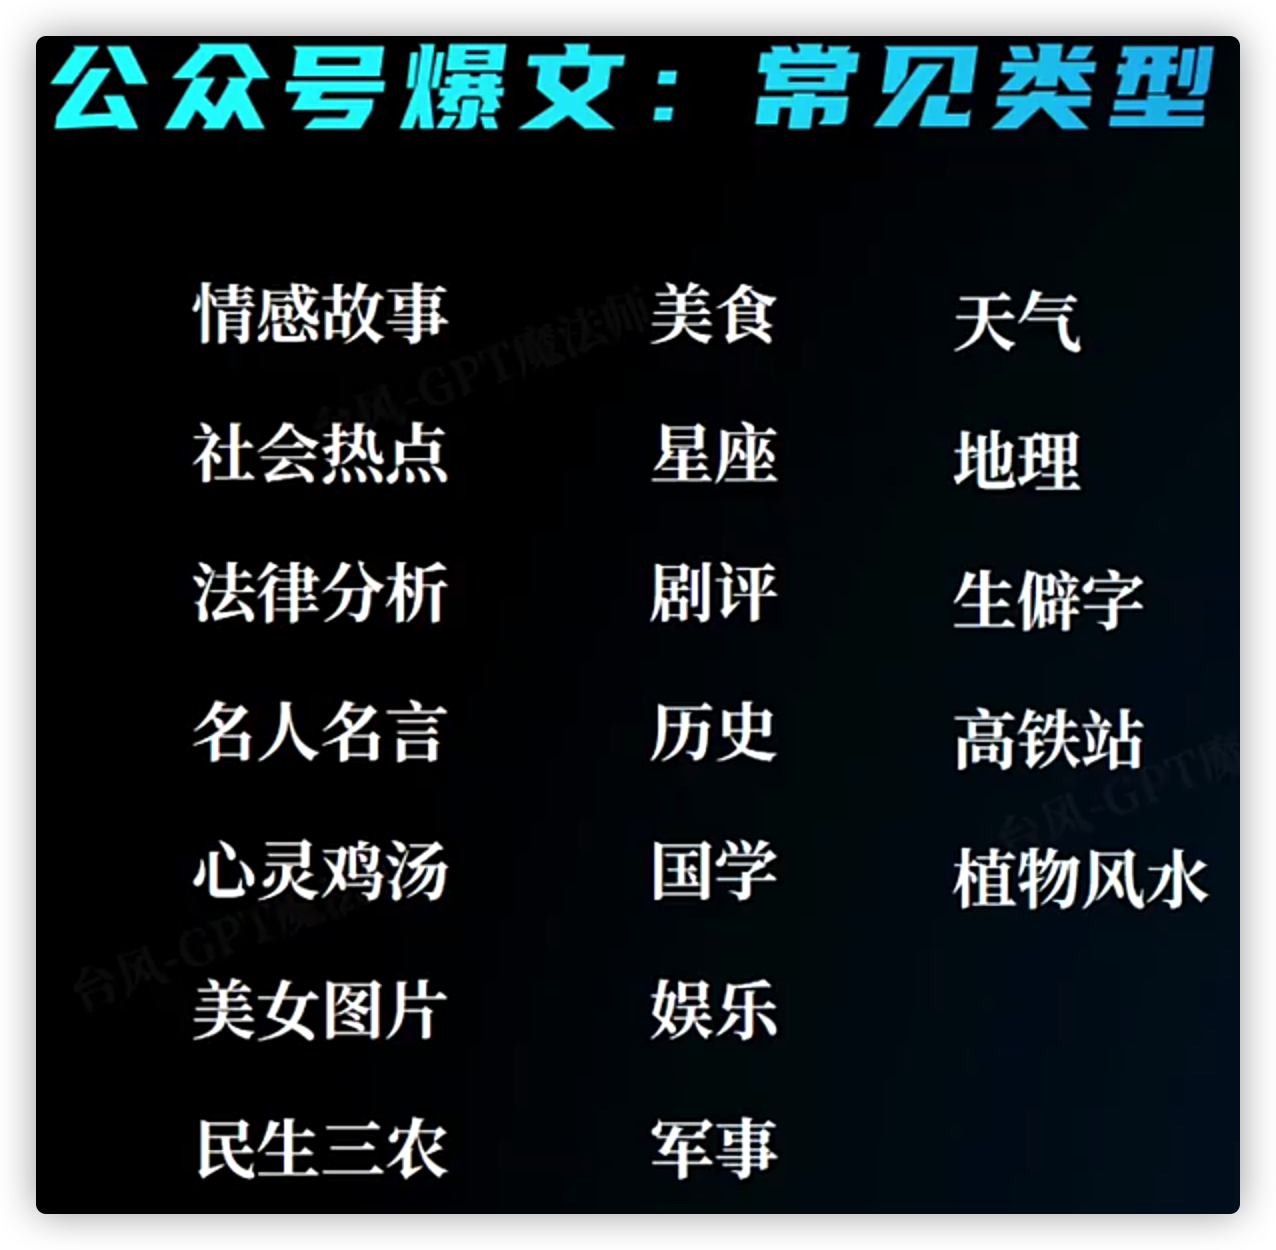 公众号爆文：常见类型
情感故事 美食 天气
社会热点 星座 地理
法律分析 剧评 生僻字
名人名言 历史 高铁站
心灵鸡汤 国学 植物风水
美女图片 娱乐
民生三农 军事
台风-GPT魔法师
台风-GPT魔
台风-GPT魔法